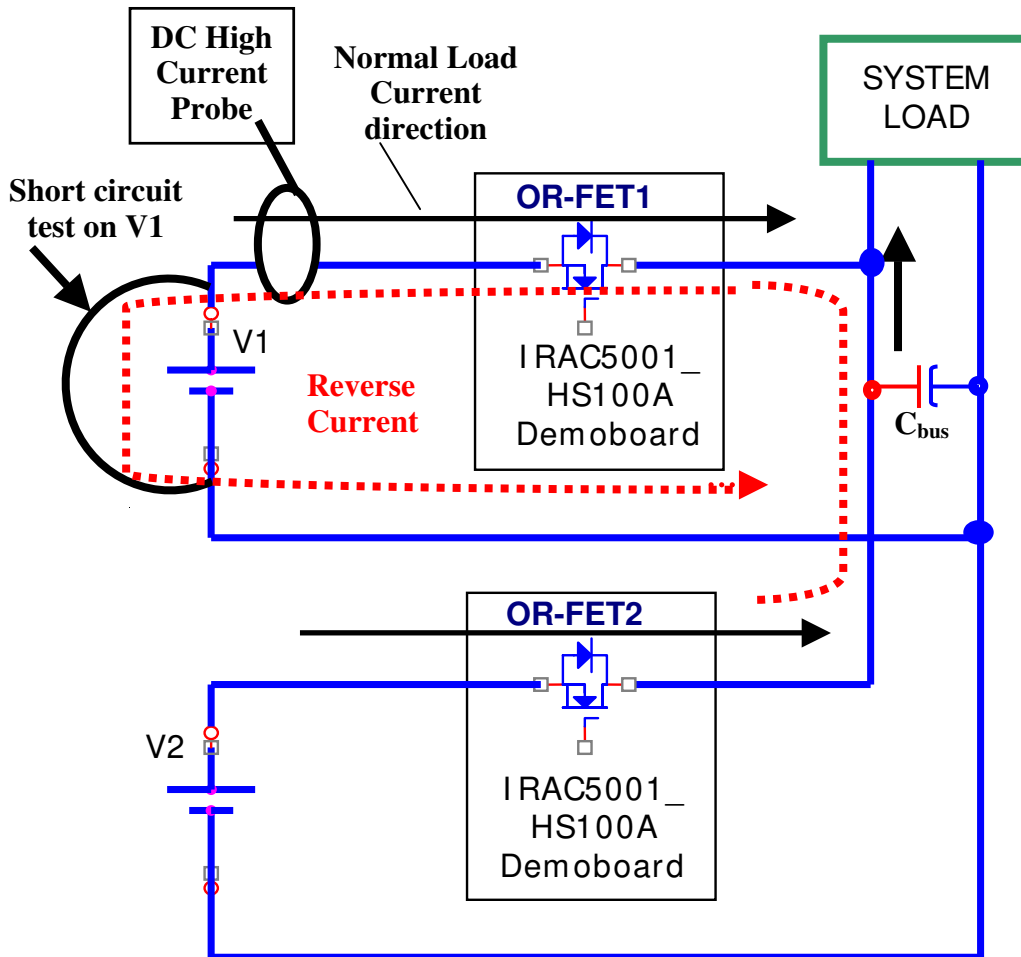 DC High
Current
Probe
Normal Load
Current
direction
SYSTEM
LOAD
Short circuit
test on V1
OR-FET1
V1
IRAC5001_
HS100A
Demoboard
Reverse
Current
Cbus
OR-FET2
V2
IRAC5001_
HS100A
Demoboard